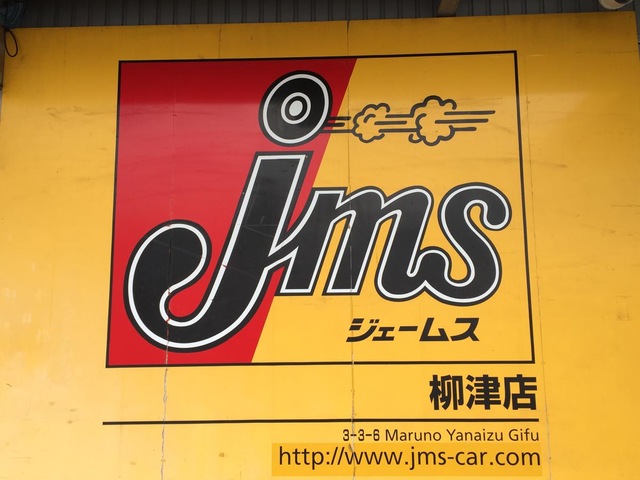 jms
ジェームス
柳津店
3-3-6 Maruno Yanaizu Gifu
http://www.jms-car.com